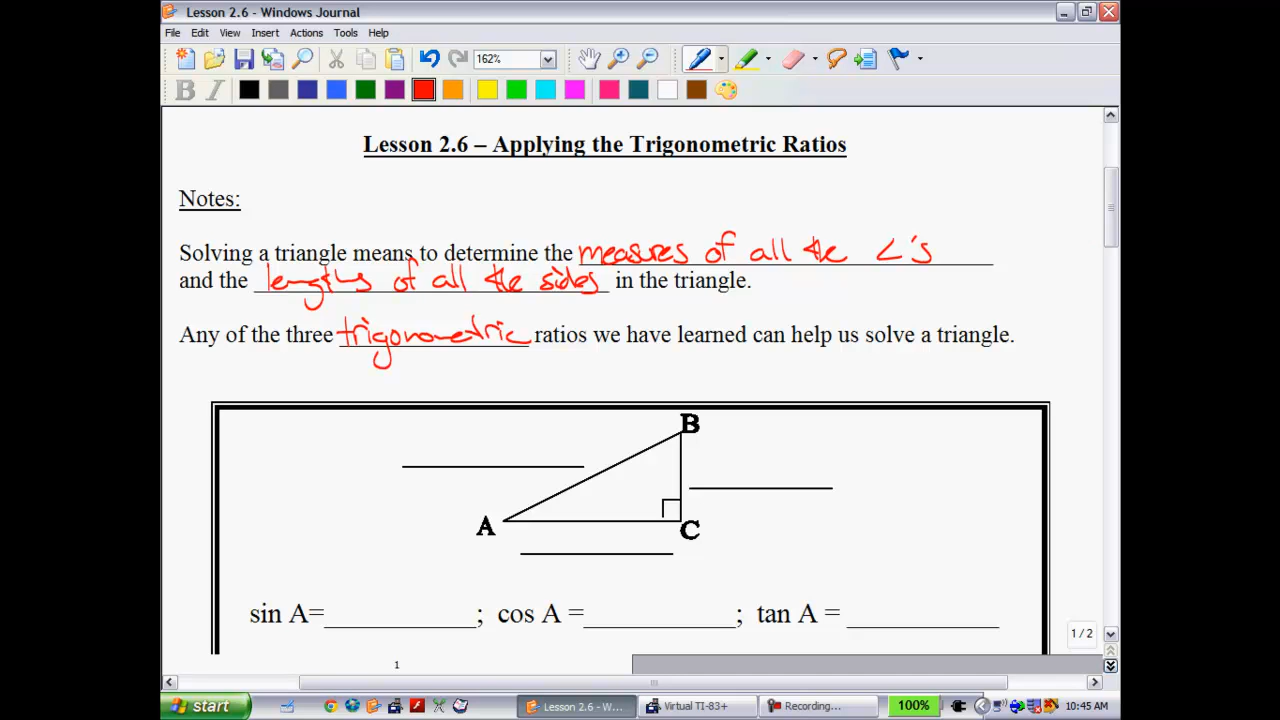 Lesson 2.6 - Windows Journal
File Edit View Insert Actions Tools Help
162%
B I
Lesson 2.6 – Applying the Trigonometric Ratios
Notes:
Solving a triangle means to determine the measures of all the ∠'s
and the lengths of all the sides in the triangle.
Any of the three trigonometric ratios we have learned can help us solve a triangle.
B
A
C
sin A=____________; cos A =____________; tan A = ____________
1 / 2
1
start Lesson 2.6 - W... Virtual TI-83+ Recording... 100% 10:45 AM